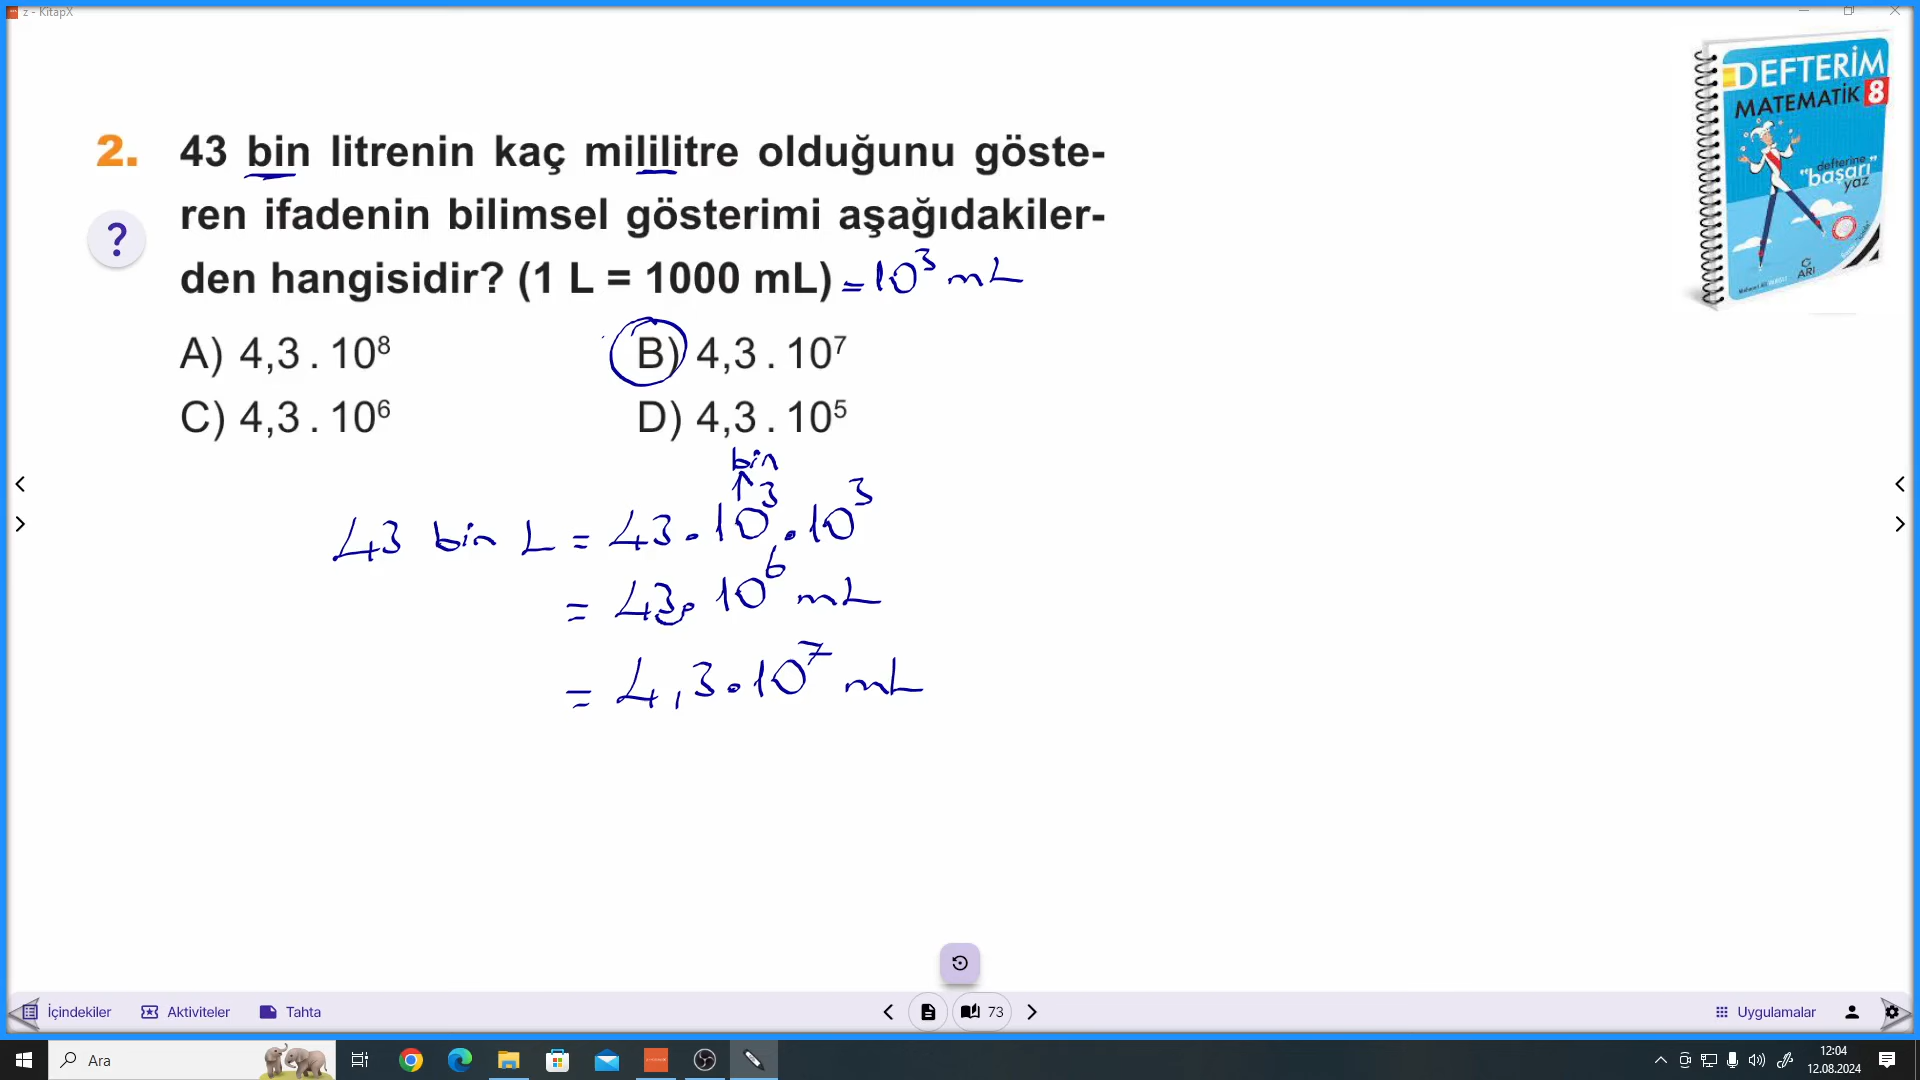 z - KitapX
DEFTERİM
MATEMATİK 8
defterine
"başarı"
yaz
ARI
2. 43 bin litrenin kaç mililitre olduğunu göste-
ren ifadenin bilimsel gösterimi aşağıdakiler-
den hangisidir? (1 L = 1000 mL) = 10³ mL
A) 4,3 . 10⁸
B) 4,3 . 10⁷
C) 4,3 . 10⁶
D) 4,3 . 10⁵
bin
43 bin L = 43 . 10³ . 10³
= 43 . 10⁶ mL
= 4,3 . 10⁷ mL
?
İçindekiler Aktiviteler Tahta 73 Uygulamalar
Ara
12:04
12.08.2024